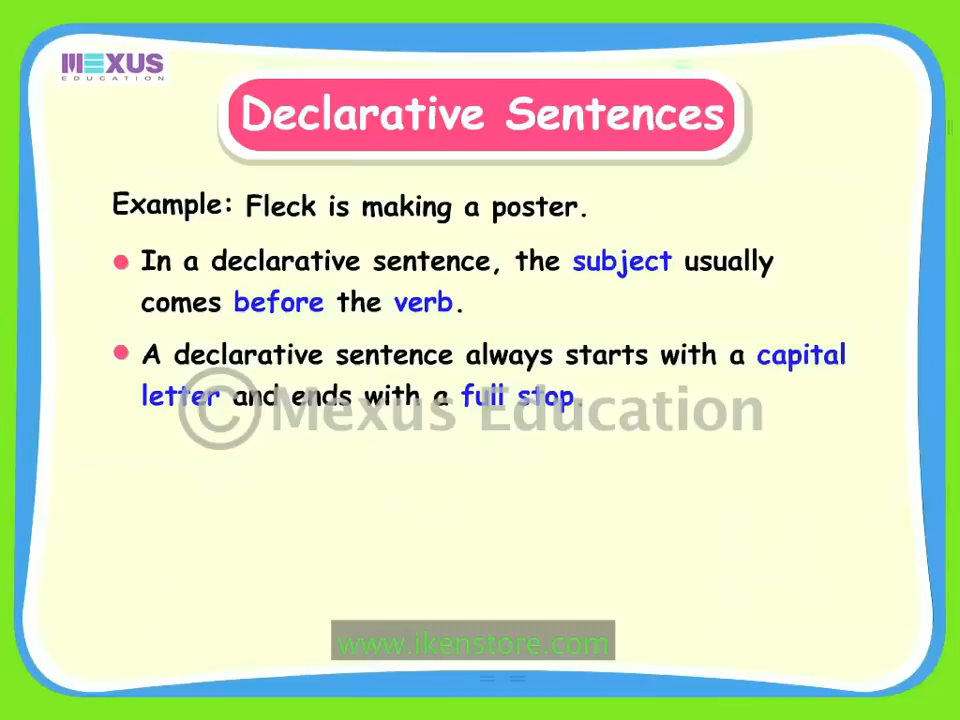 MEXUS
EDUCATION
Declarative Sentences
Example: Fleck is making a poster.
In a declarative sentence, the subject usually
comes before the verb.
A declarative sentence always starts with a capital
letter and ends with a full stop.
© Mexus Education
www.ikenstore.com